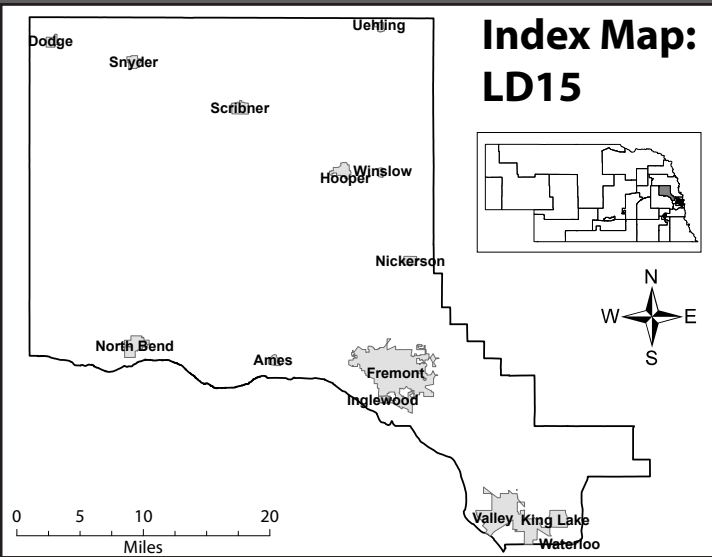 Index Map:
LD15
Dodge
Uehling
Snyder
Scribner
Hooper
Winslow
Nickerson
N
W
E
S
North Bend
Ames
Fremont
Inglewood
Valley
King Lake
Waterloo
0 5 10 20
Miles